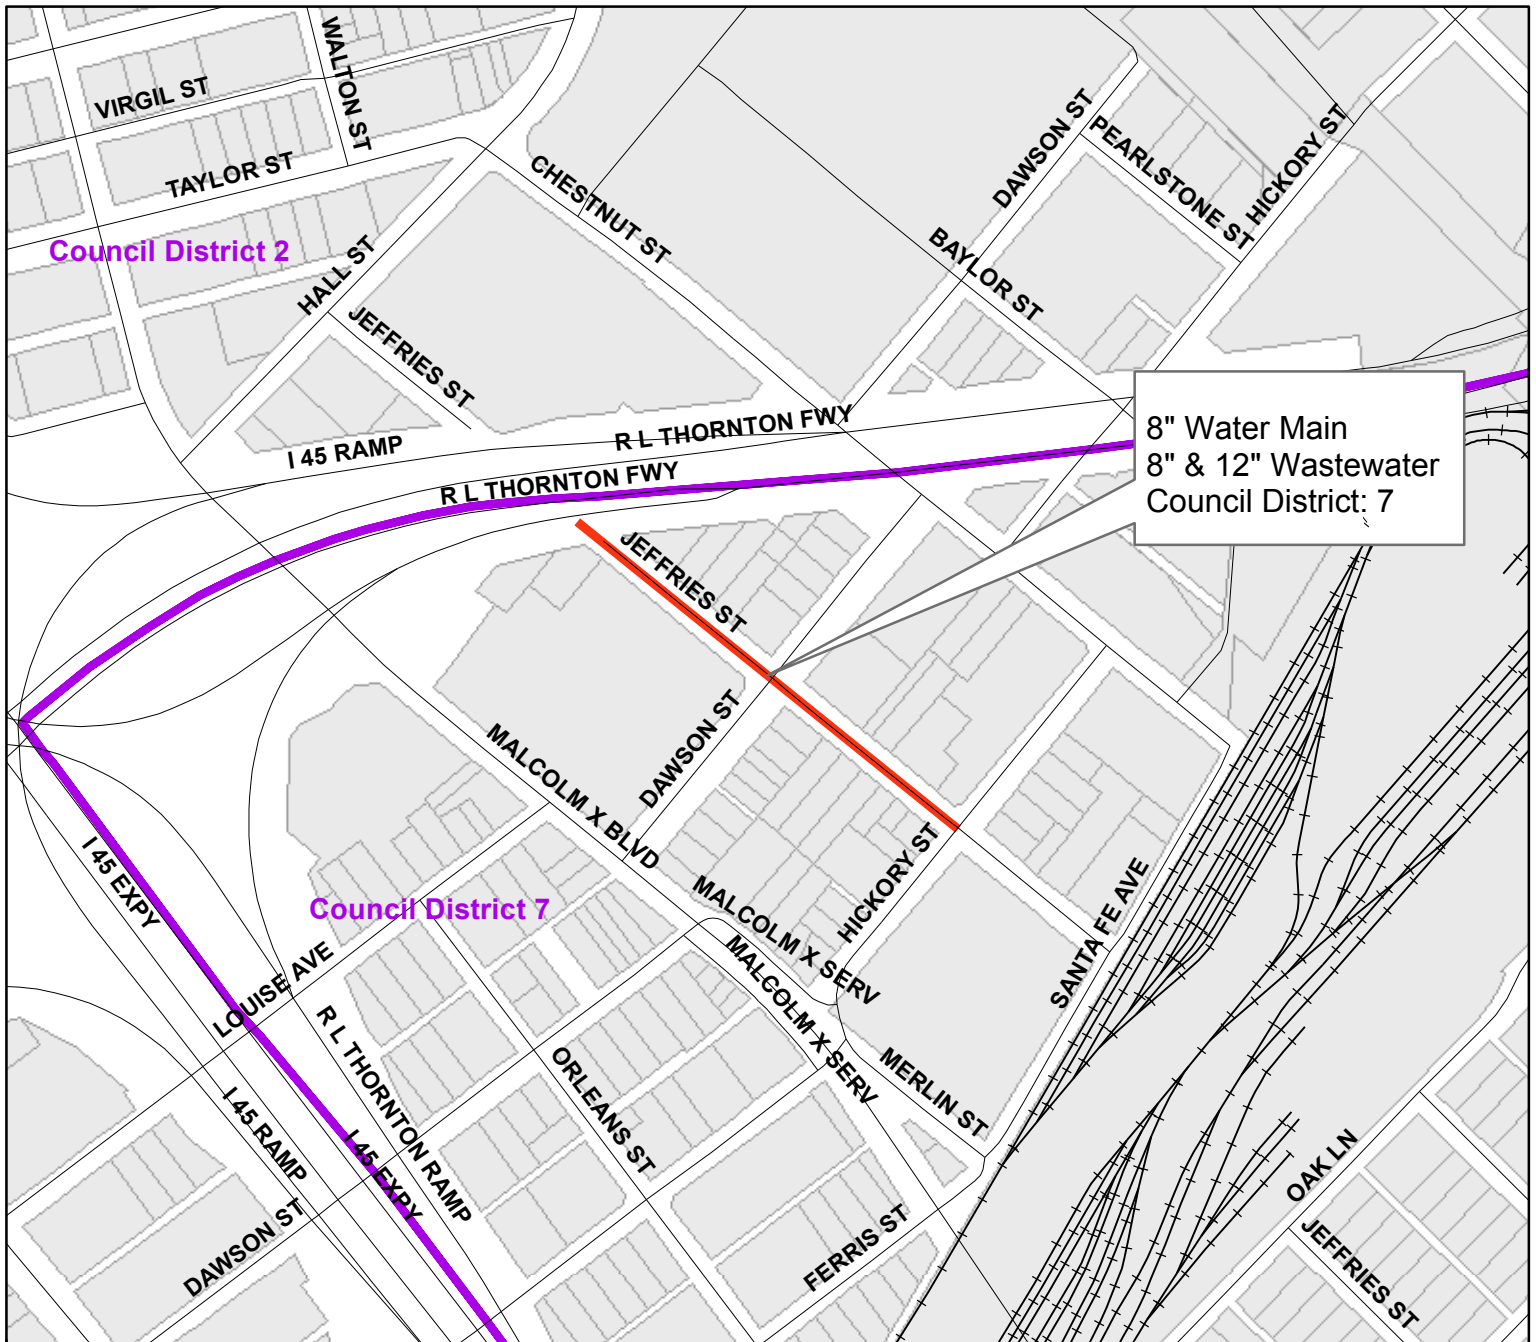 WALTON ST
VIRGIL ST
TAYLOR ST
Council District 2
HALL ST
CHESTNUT ST
JEFFRIES ST
DAWSON ST
PEARLSTONE ST
HICKORY ST
BAYLOR ST
I 45 RAMP
R L THORNTON FWY
R L THORNTON FWY
8" Water Main
8" & 12" Wastewater
Council District: 7
JEFFRIES ST
DAWSON ST
MALCOLM X BLVD
HICKORY ST
MALCOLM X SERV
MALCOLM X SERV
SANTA FE AVE
I 45 EXPY
Council District 7
LOUISE AVE
R L THORNTON RAMP
ORLEANS ST
MERLIN ST
I 45 RAMP
I 45 EXPY
DAWSON ST
FERRIS ST
OAK LN
JEFFRIES ST